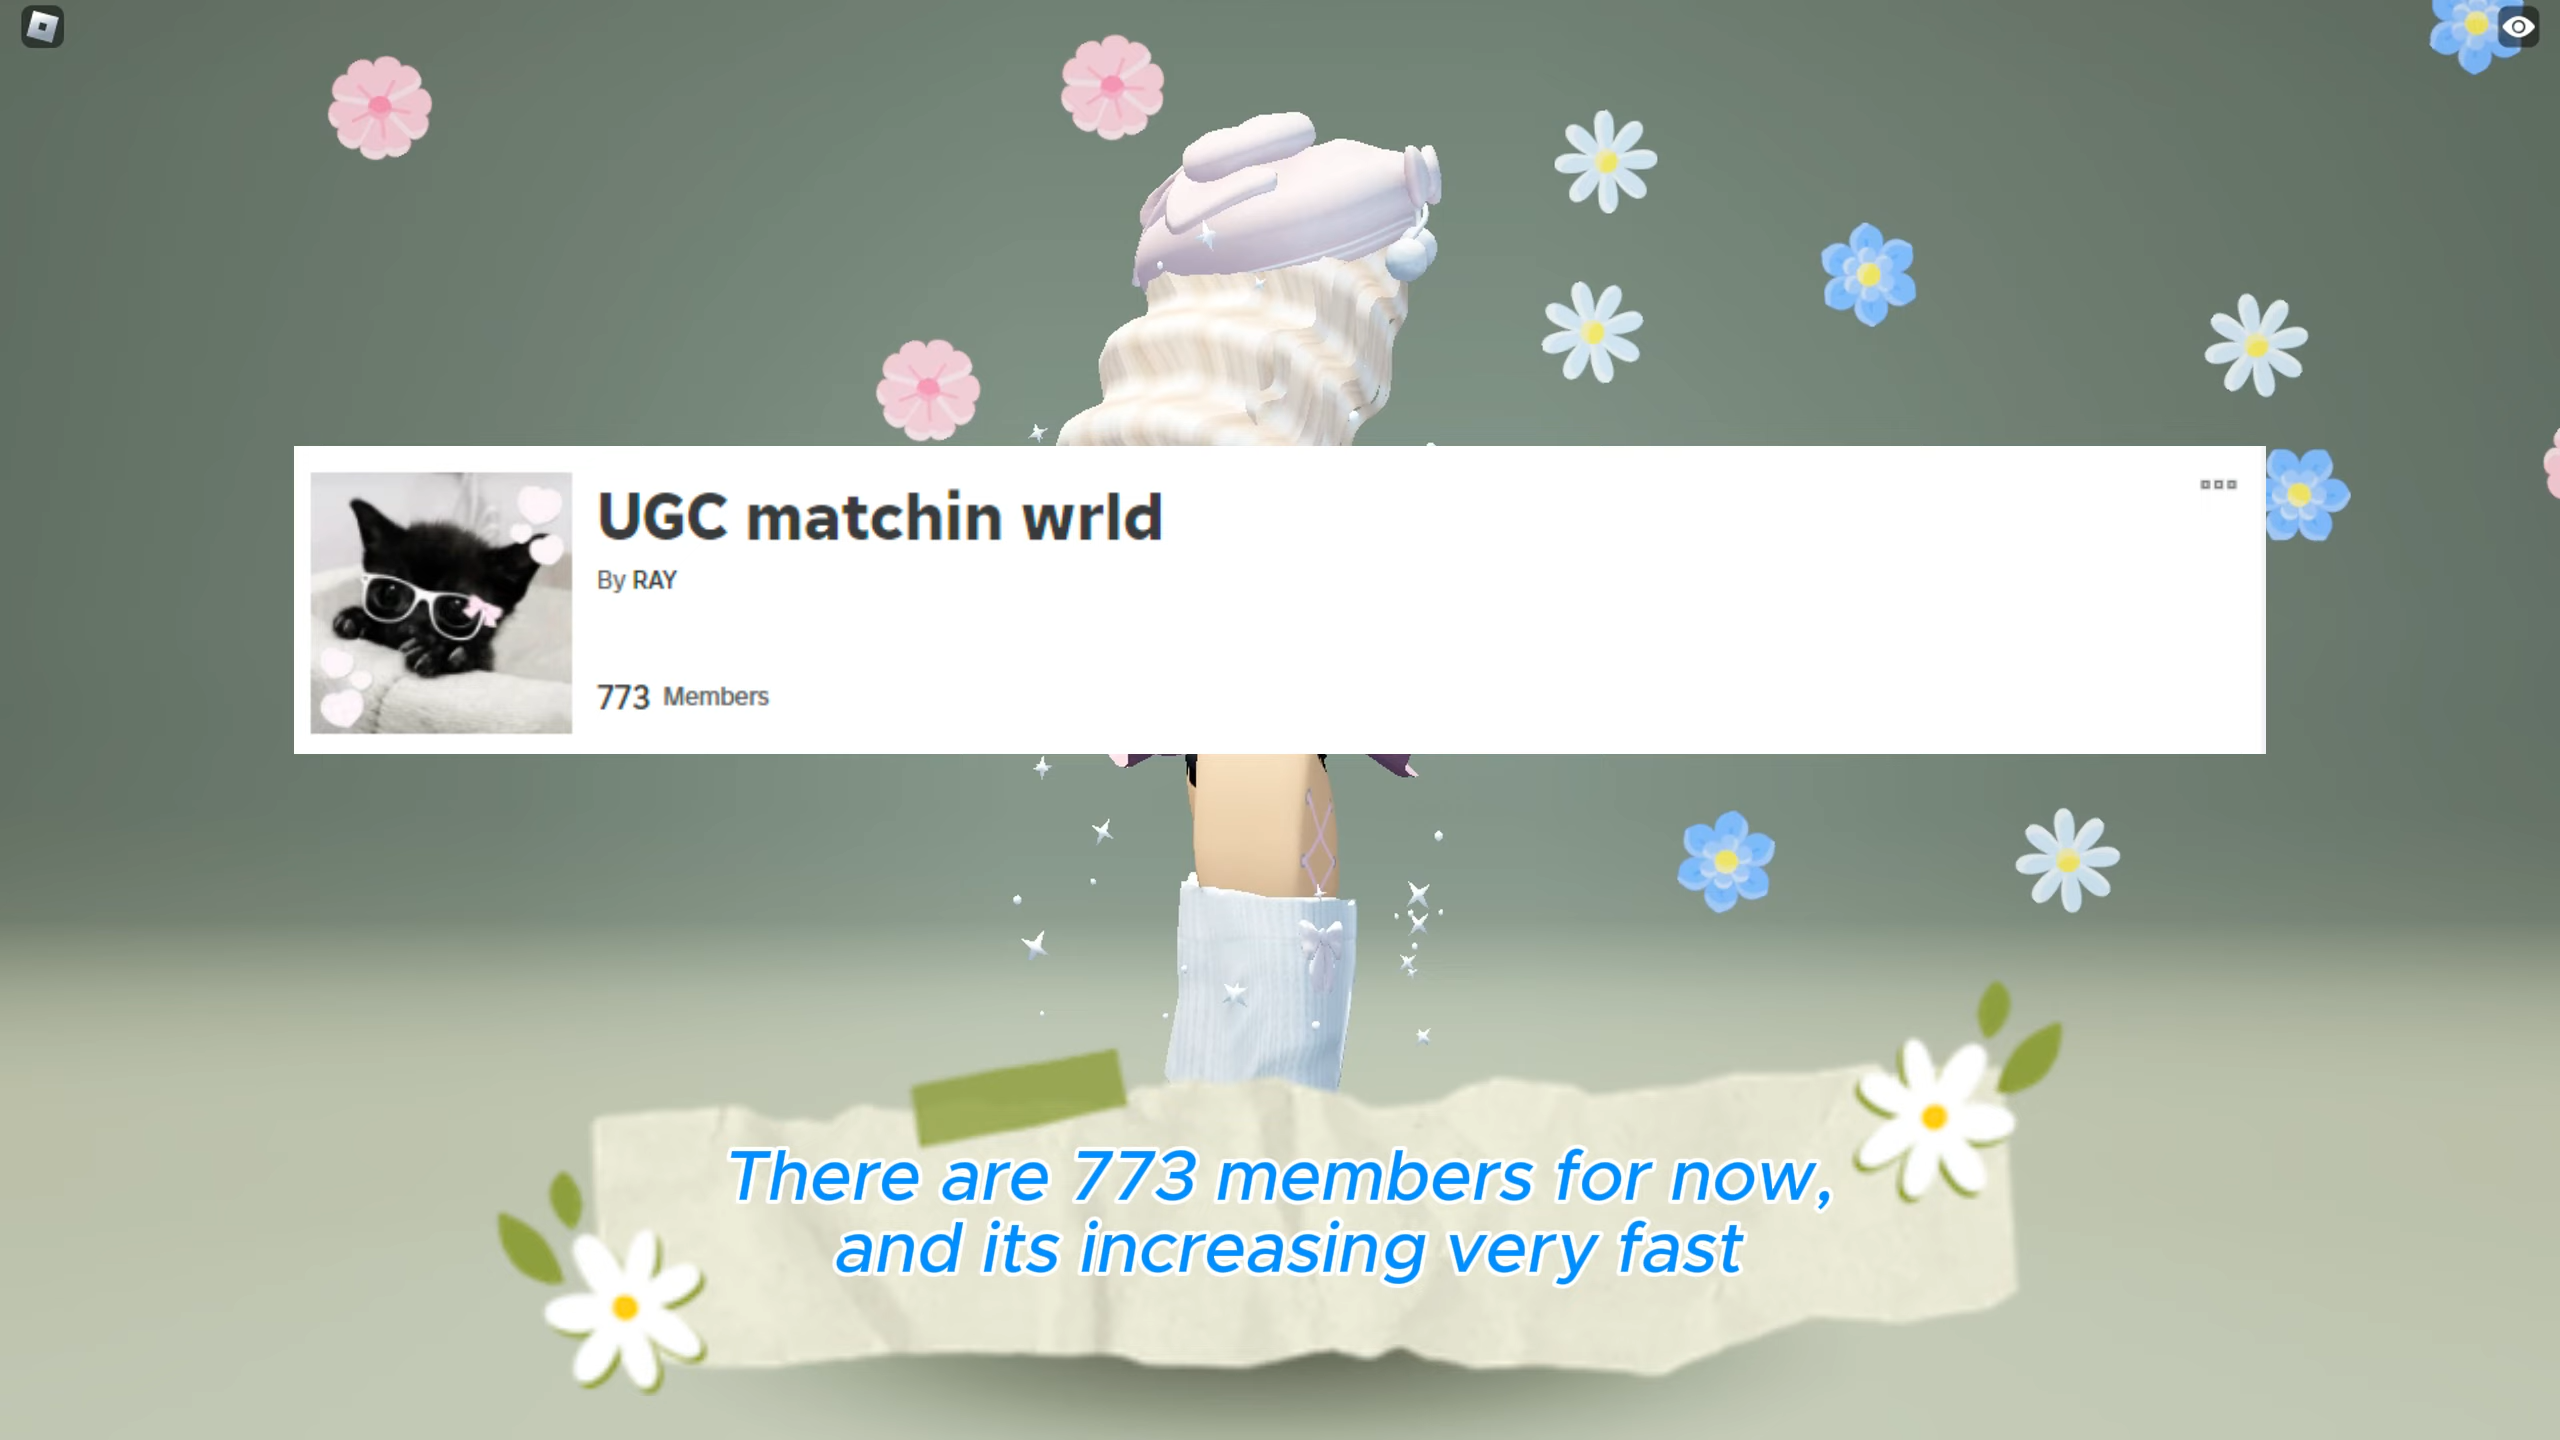 UGC matchin wrld
By RAY
773 Members
There are 773 members for now,
and its increasing very fast